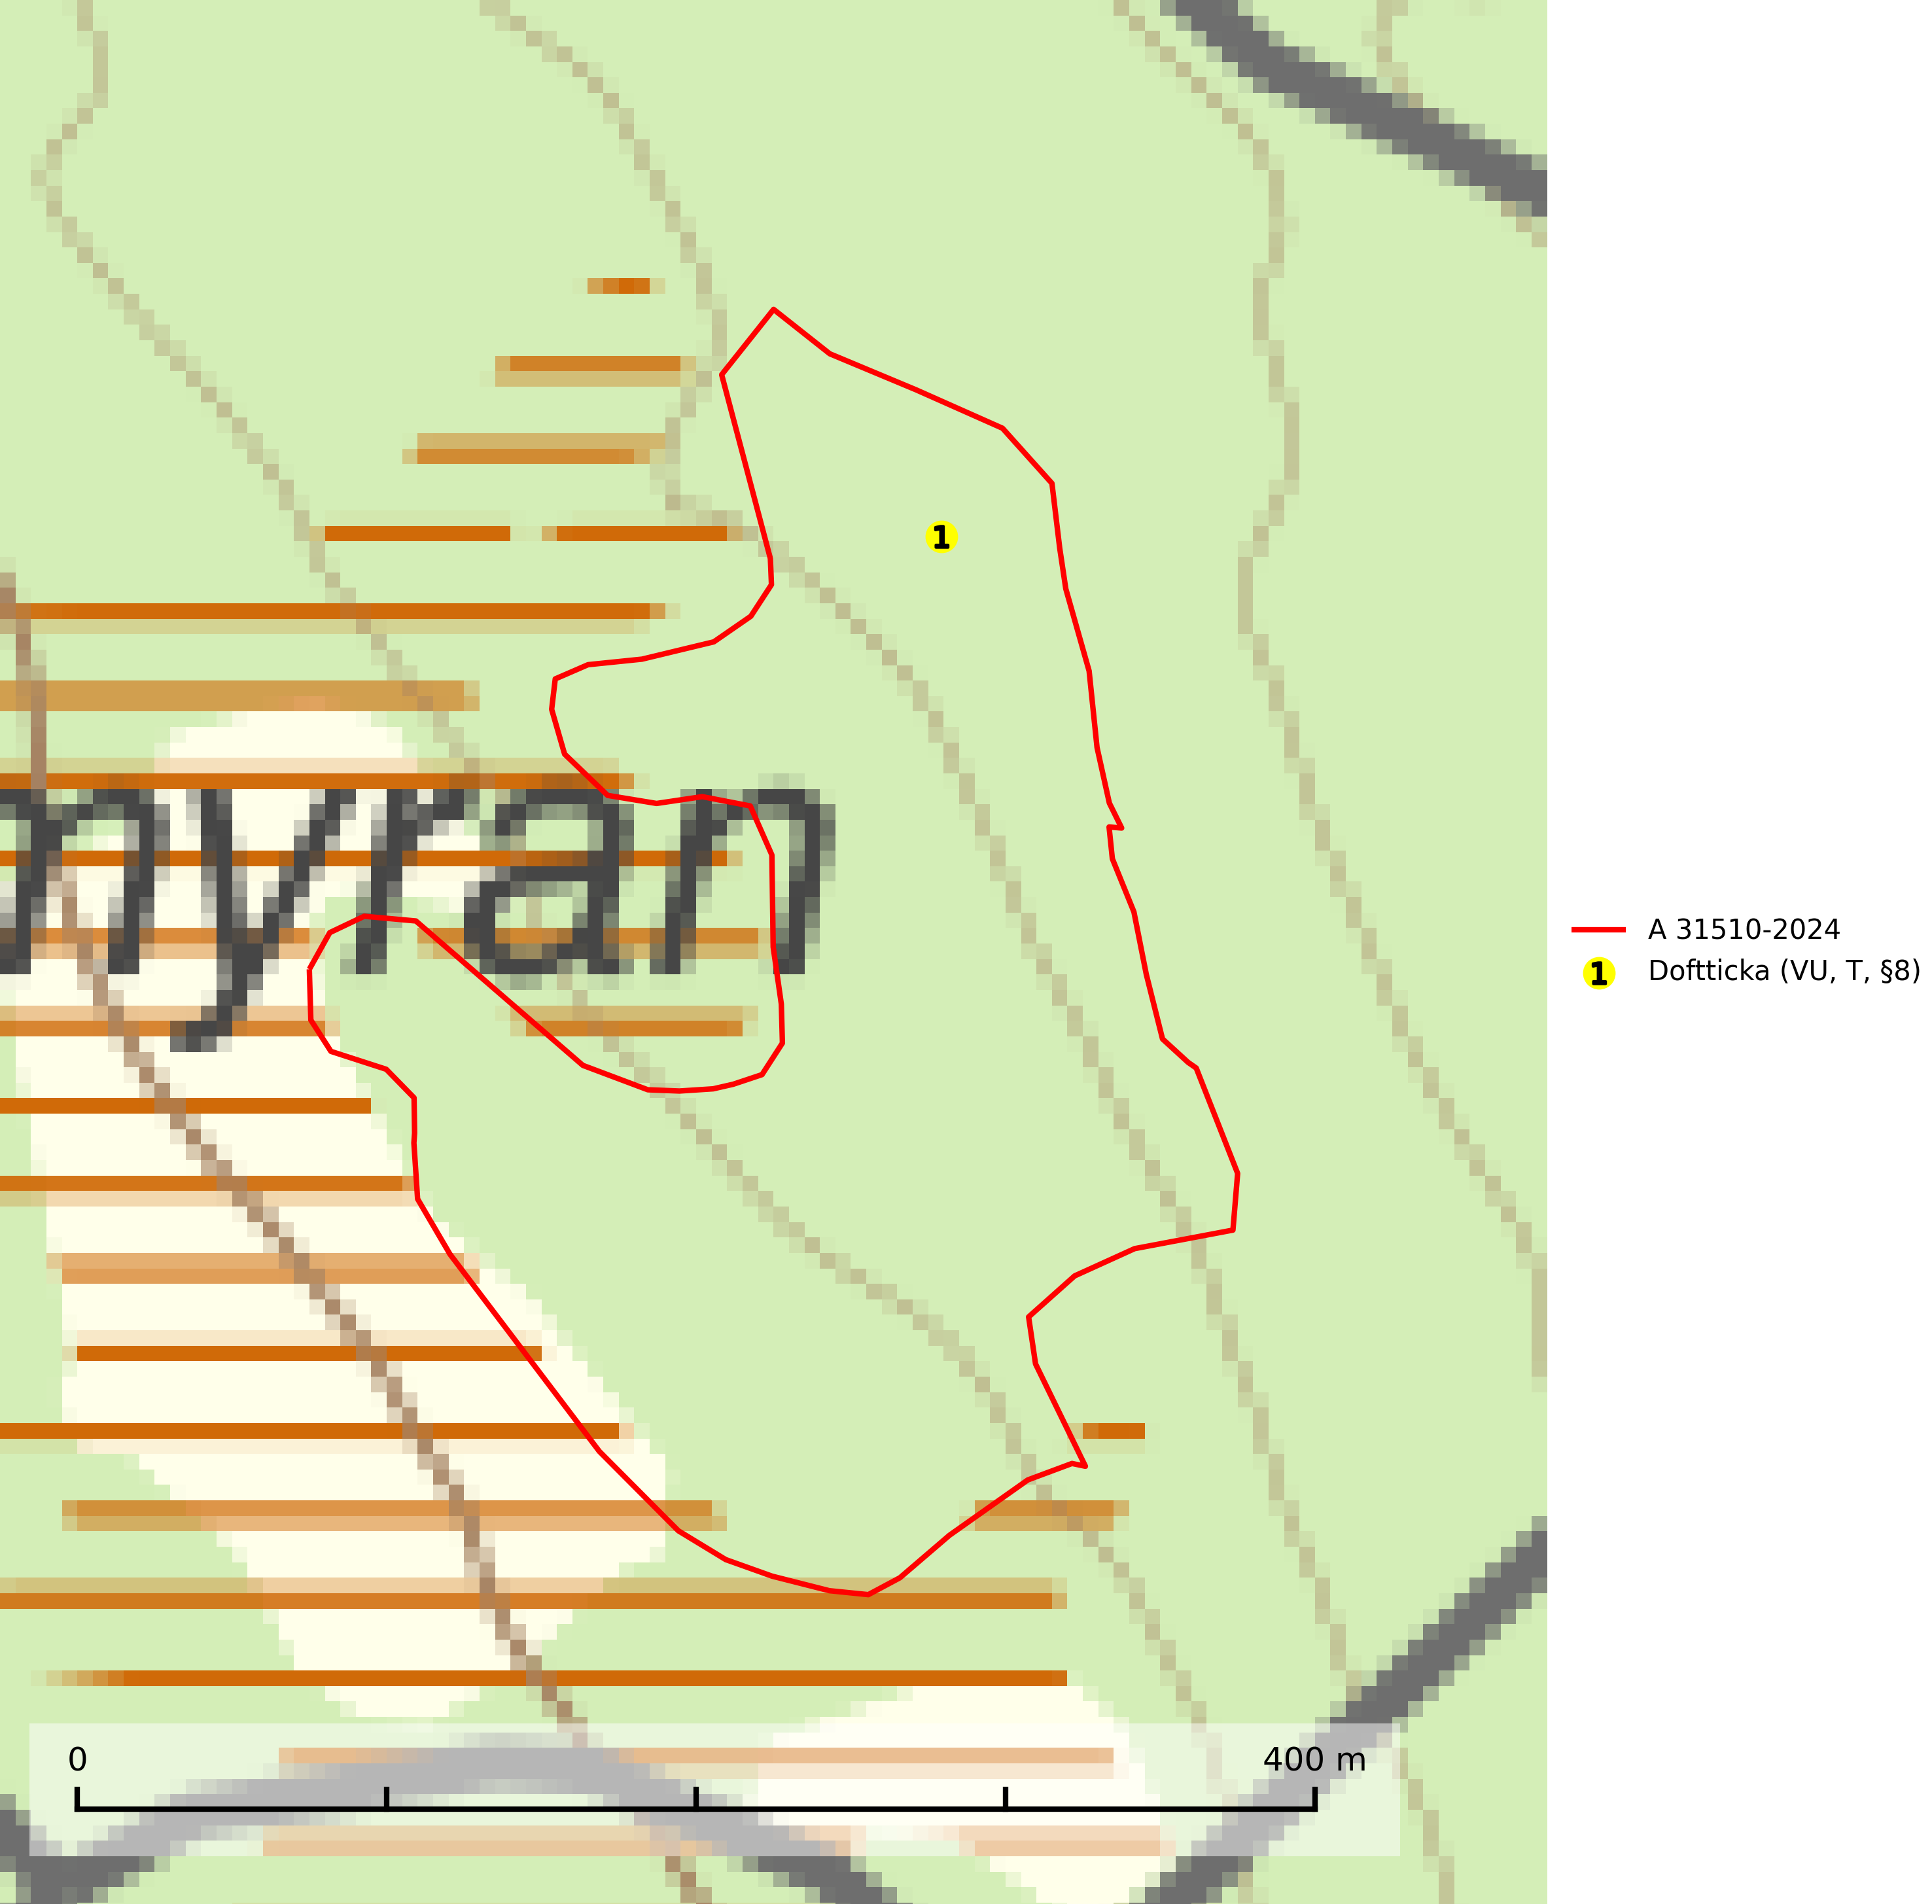 1
myran
0 400 m
A 31510-2024
1 Doftticka (VU, T, §8)